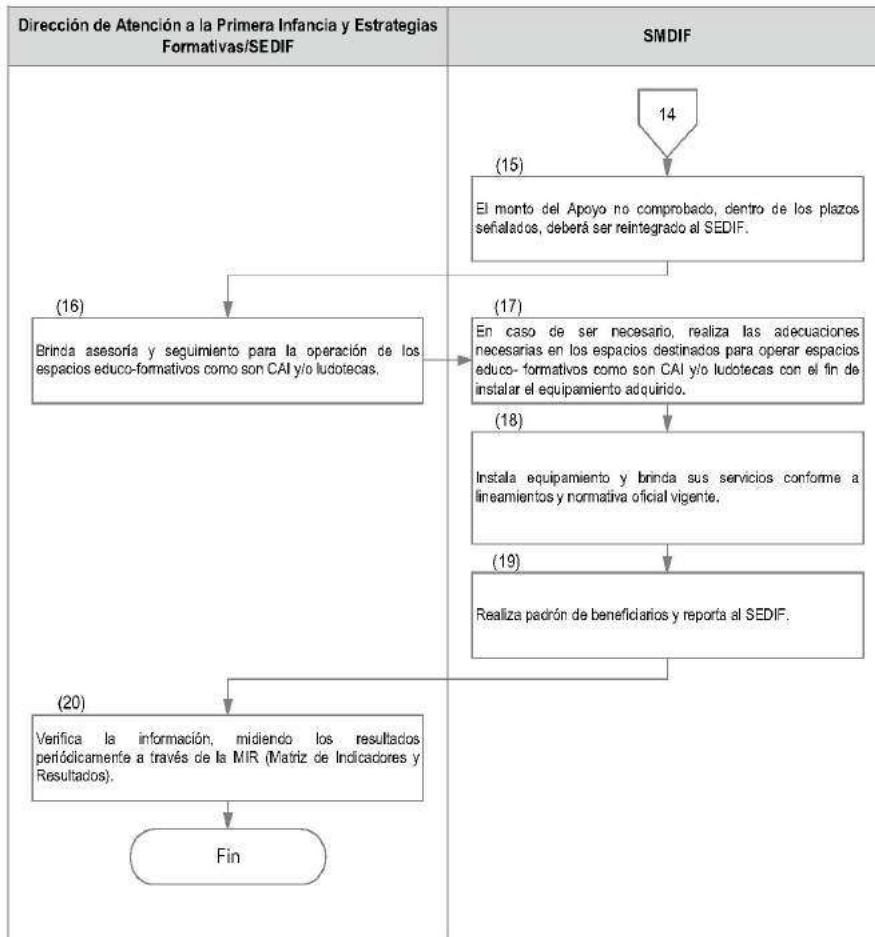 Dirección de Atención a la Primera Infancia y Estrategias
Formativas/SEDIF
SMDIF
14
(15)
El monto del Apoyo no comprobado, dentro de los plazos
señalados, deberá ser reintegrado al SEDIF.
(16)
Brinda asesoría y seguimiento para la operación de los
espacios educo-formativos como son CAI y/o ludotecas.
(17)
En caso de ser necesario, realiza las adecuaciones
necesarias en los espacios destinados para operar espacios
educo- formativos como son CAI y/o ludotecas con el fin de
instalar el equipamiento adquirido.
(18)
Instala equipamiento y brinda sus servicios conforme a
lineamientos y normativa oficial vigente.
(19)
Realiza padrón de beneficiarios y reporta al SEDIF.
(20)
Verifica la información, midiendo los resultados
periódicamente a través de la MIR (Matriz de Indicadores y
Resultados).
Fin